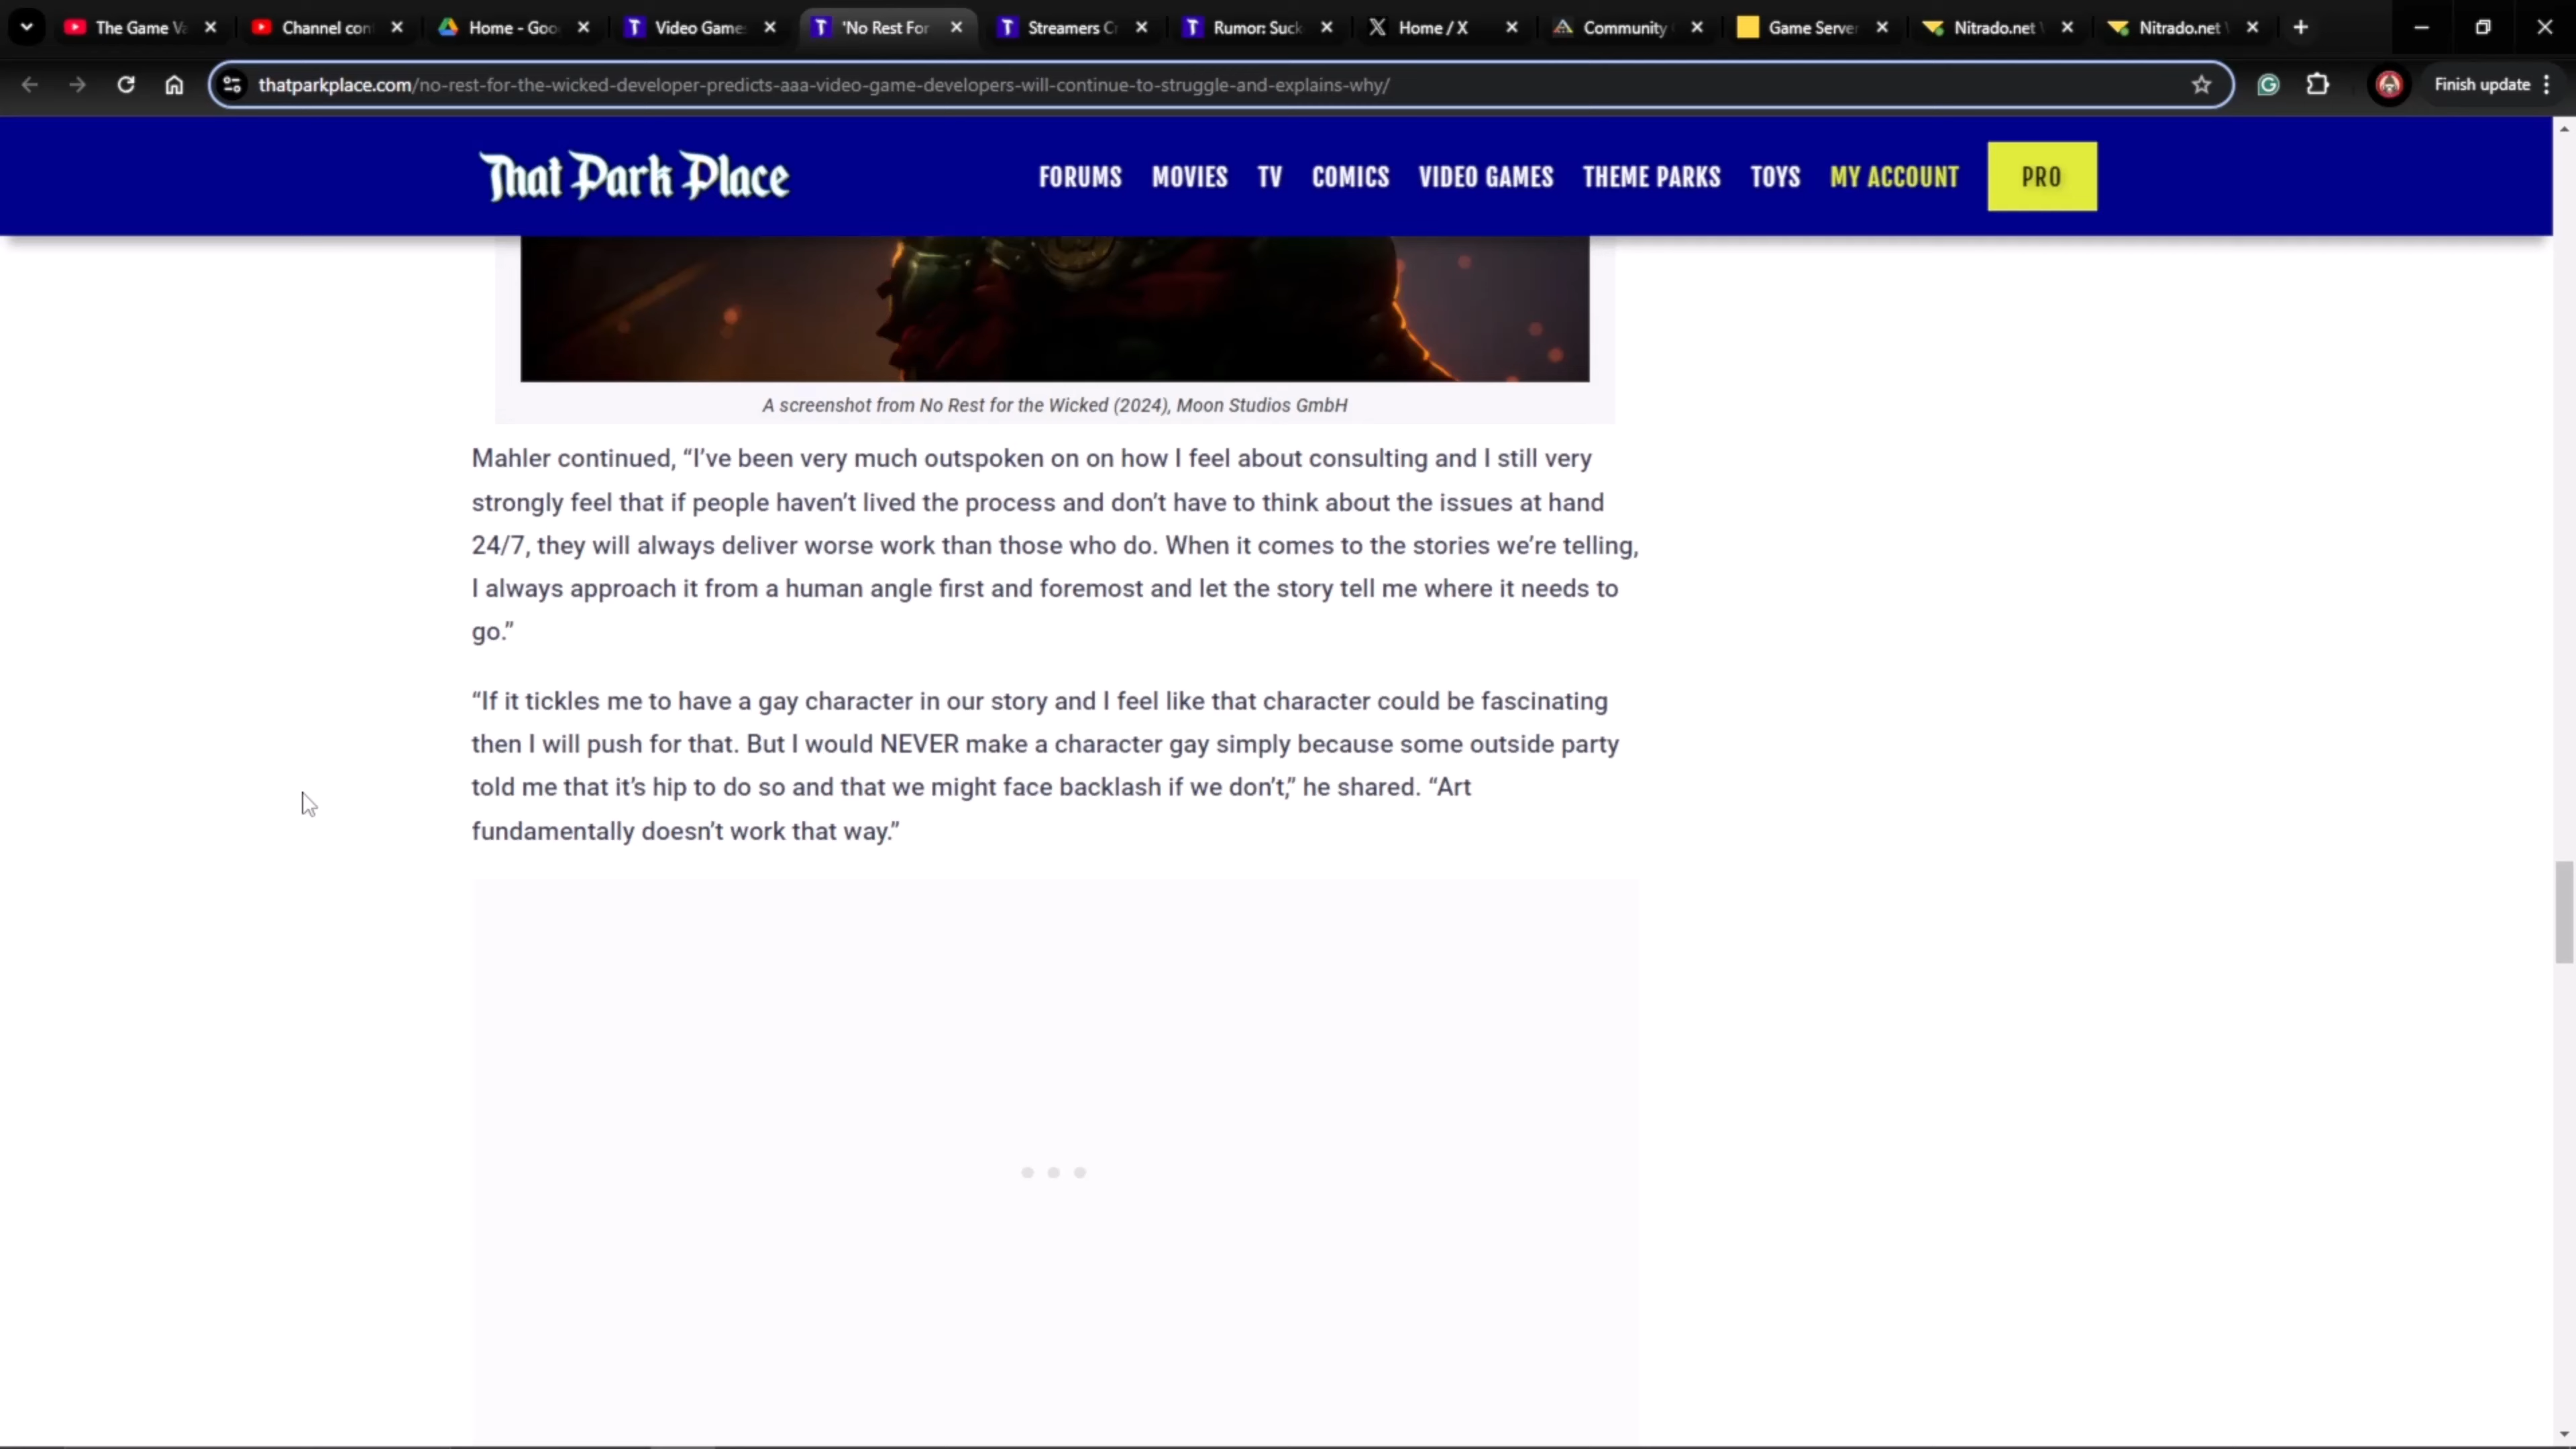 The Game Va
Channel con
Home - Goo
Video Game
'No Rest For
Streamers Cr
Rumor: Suck
Home / X
Community
Game Server
Nitrado.net
Nitrado.net
thatparkplace.com/no-rest-for-the-wicked-developer-predicts-aaa-video-game-developers-will-continue-to-struggle-and-explains-why/
Finish update
That Park Place
FORUMS
MOVIES
TV
COMICS
VIDEO GAMES
THEME PARKS
TOYS
MY ACCOUNT
PRO
A screenshot from No Rest for the Wicked (2024), Moon Studios GmbH
Mahler continued, “I’ve been very much outspoken on on how I feel about consulting and I still very
strongly feel that if people haven’t lived the process and don’t have to think about the issues at hand
24/7, they will always deliver worse work than those who do. When it comes to the stories we’re telling,
I always approach it from a human angle first and foremost and let the story tell me where it needs to
go.”
“If it tickles me to have a gay character in our story and I feel like that character could be fascinating
then I will push for that. But I would NEVER make a character gay simply because some outside party
told me that it’s hip to do so and that we might face backlash if we don’t,” he shared. “Art
fundamentally doesn’t work that way.”